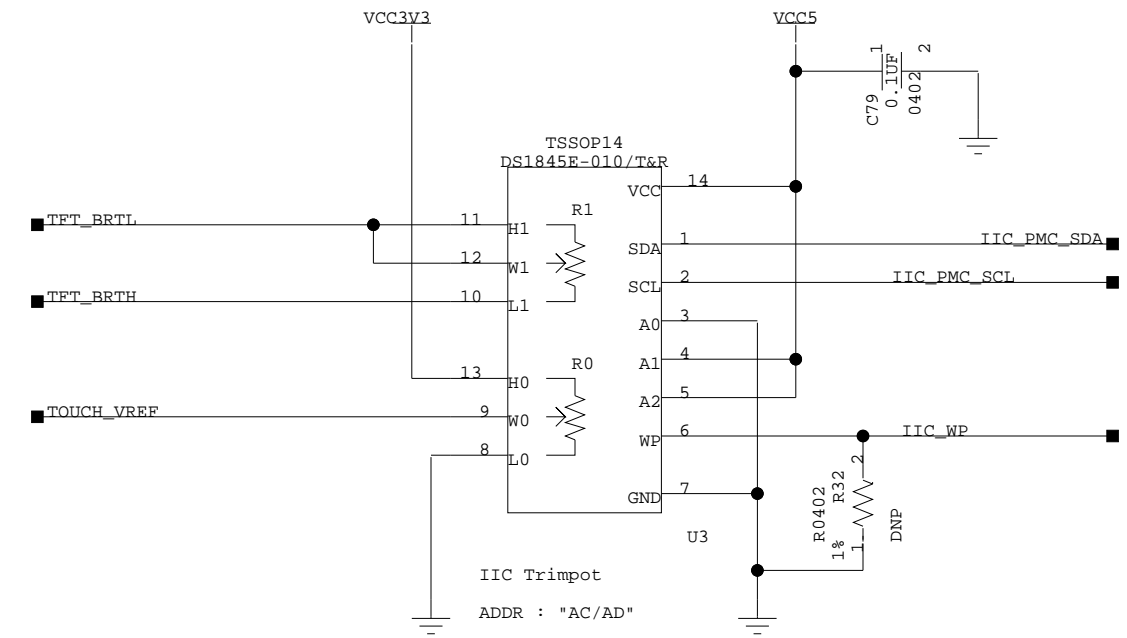 VCC3V3
VCC5
1
2
C79
0.1UF
0402
TSSOP14
DS1845E-010/T&R
VCC
14
TFT_BRTL
11
H1
R1
SDA
1
IIC_PMC_SDA
12
W1
SCL
2
IIC_PMC_SCL
TFT_BRTH
10
L1
A0
3
A1
4
R0
13
H0
A2
5
TOUCH_VREF
9
W0
WP
6
IIC_WP
8
L0
2
GND
7
R0402
R32
DNP
1%
1
U3
IIC Trimpot
ADDR : "AC/AD"